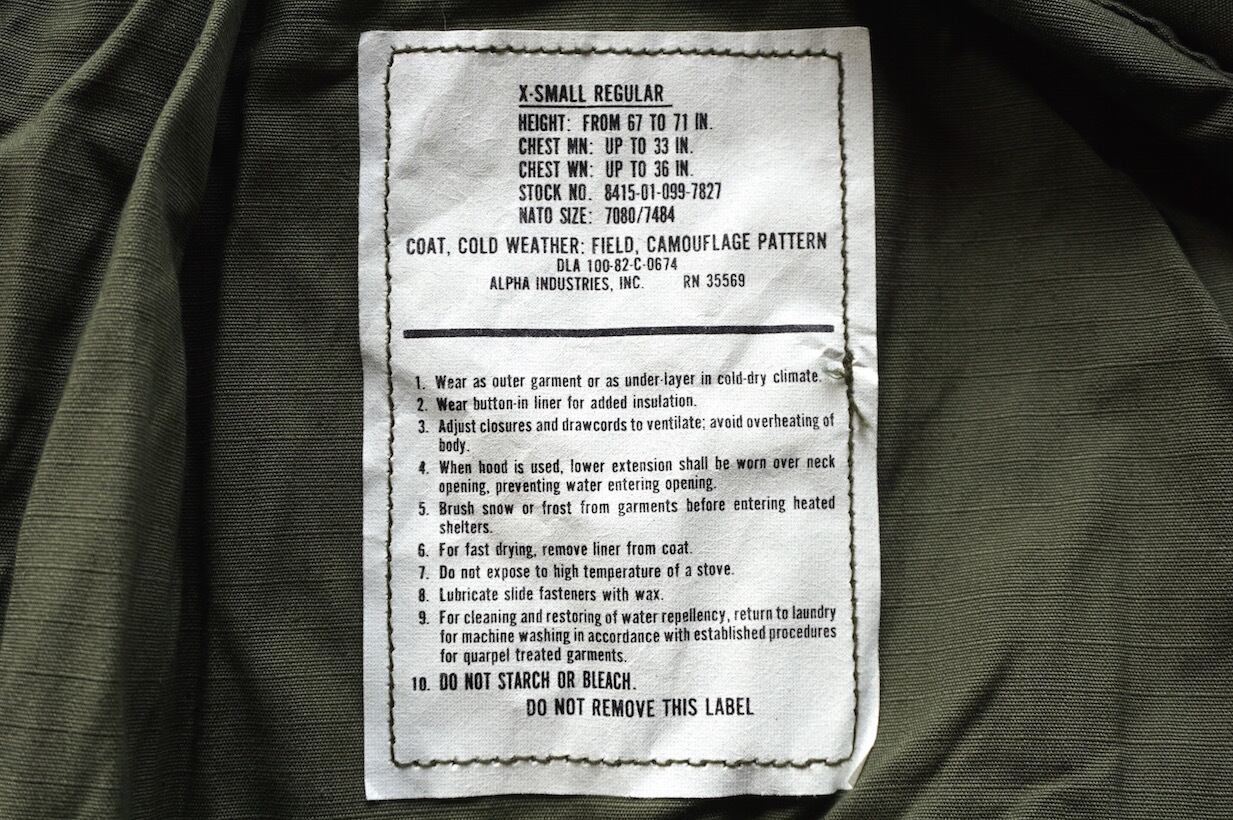 X-SMALL REGULAR
HEIGHT: FROM 67 TO 71 IN.
CHEST MN: UP TO 33 IN.
CHEST WN: UP TO 36 IN.
STOCK NO. 8415-01-099-7827
NATO SIZE: 7080/7484
COAT, COLD WEATHER: FIELD, CAMOUFLAGE PATTERN
DLA 100-82-C-0674
ALPHA INDUSTRIES, INC. RN 35569
1. Wear as outer garment or as under-layer in cold-dry climate.
2. Wear button-in liner for added insulation.
3. Adjust closures and drawcords to ventilate; avoid overheating of
body.
4. When hood is used, lower extension shall be worn over neck
opening, preventing water entering opening.
5. Brush snow or frost from garments before entering heated
shelters.
6. For fast drying, remove liner from coat.
7. Do not expose to high temperature of a stove.
8. Lubricate slide fasteners with wax.
9. For cleaning and restoring of water repellency, return to laundry
for machine washing in accordance with established procedures
for quarpel treated garments.
10. DO NOT STARCH OR BLEACH.
DO NOT REMOVE THIS LABEL